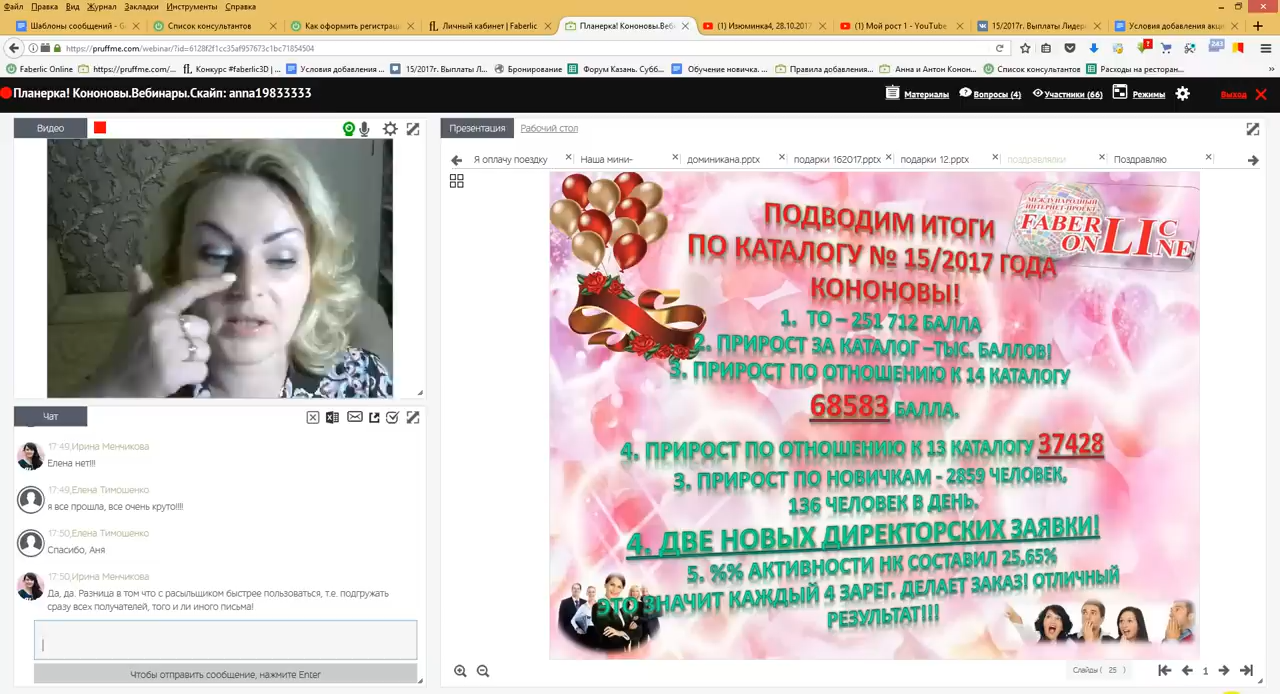 Файл Правка Вид Журнал Закладки Инструменты Справка
Шаблоны сообщений - G
Список консультантов
Как оформить регистрац
Личный кабинет | Faberlic
Планерка! Кононовы.Веб
(1) Изюминка4, 28.10.2017
(1) Мой рост 1 - YouTube
15/2017г. Выплаты Лидер
Условия добавления акц
https://pruffme.com/webinar/?id=6128f2f1cc35af957673c1bc71854504
243
Faberlic Online
https://pruffme.com/...
Конкурс #faberlic3D | ...
Условия добавления...
15/2017г. Выплаты Л...
Бронирование
Форум Казань. Субб...
Обучение новичка. ...
Правила добавления...
Анна и Антон Конон...
Список консультантов
Расходы на ресторан...
Планерка! Кононовы.Вебинары.Скайп: anna19833333
Материалы
Вопросы (4)
Участники (66)
Режимы
Выход
Видео
Презентация
Рабочий стол
Я оплачу поездку
Наша мини-
доминикана.pptx
подарки 162017.pptx
подарки 12.pptx
поздравлялки
Поздравляю
МЕЖДУНАРОДНЫЙ
ИНТЕРНЕТ-ПРОЕКТ
FABERLIC
ONLINE
ПОДВОДИМ ИТОГИ
ПО КАТАЛОГУ № 15/2017 ГОДА
КОНОНОВЫ!
1. ТО – 251 712 БАЛЛА
2. ПРИРОСТ ЗА КАТАЛОГ –ТЫС. БАЛЛОВ!
3. ПРИРОСТ ПО ОТНОШЕНИЮ К 14 КАТАЛОГУ
68583 БАЛЛА.
4. ПРИРОСТ ПО ОТНОШЕНИЮ К 13 КАТАЛОГУ 37428
3. ПРИРОСТ ПО НОВИЧКАМ - 2859 ЧЕЛОВЕК,
136 ЧЕЛОВЕК В ДЕНЬ.
4. ДВЕ НОВЫХ ДИРЕКТОРСКИХ ЗАЯВКИ!
5. %% АКТИВНОСТИ НК СОСТАВИЛ 25,65%
ЭТО ЗНАЧИТ КАЖДЫЙ 4 ЗАРЕГ. ДЕЛАЕТ ЗАКАЗ! ОТЛИЧНЫЙ
РЕЗУЛЬТАТ!!!
Чат
17:49,Ирина Менчикова
Елена нет!!!
17:49,Елена Тимошенко
я все прошла, все очень круто!!!!
17:50,Елена Тимошенко
Спасибо, Аня
17:50,Ирина Менчикова
Да, да. Разница в том что с расыльщиком быстрее пользоваться, т.е. подгружать
сразу всех получателей, того и ли иного письма!
Чтобы отправить сообщение, нажмите Enter
Слайды ( 25 )
1